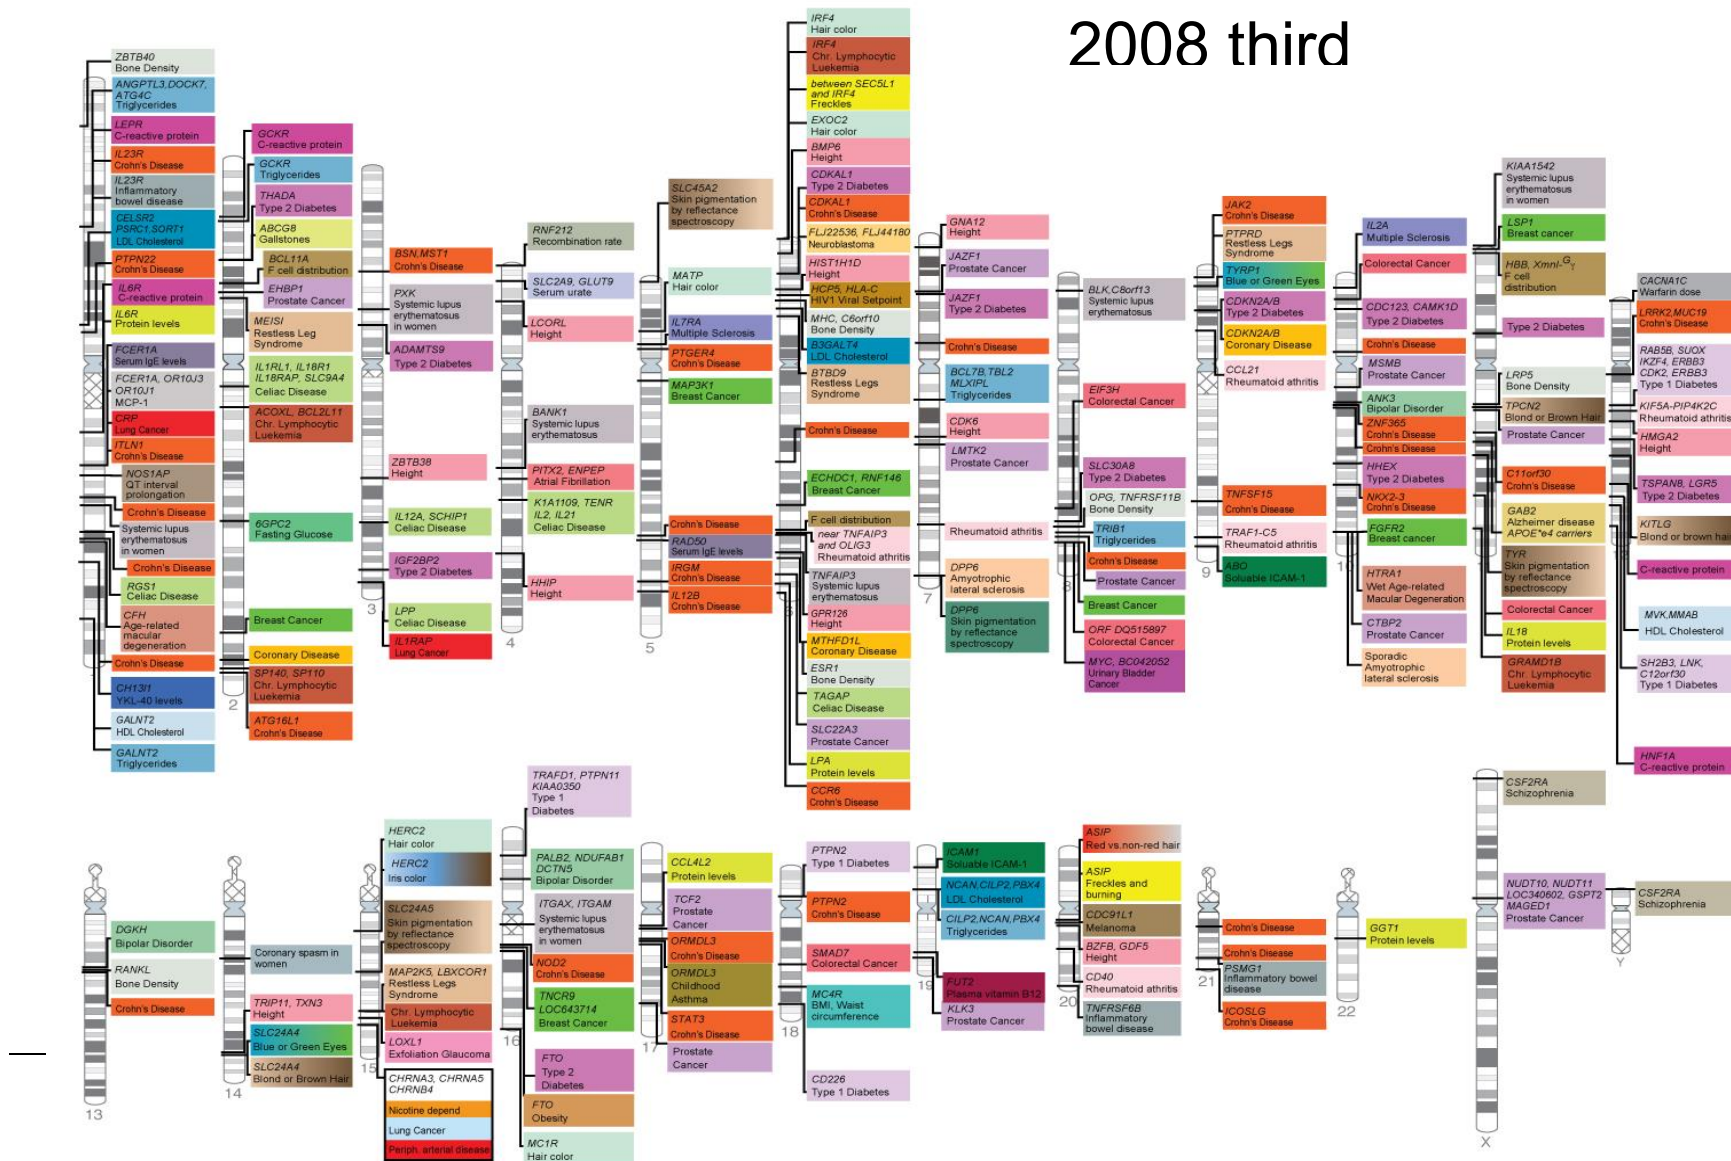 2008 third
ZBTB40
Bone Density
ANGPTL3,DOCK7,
ATG4C
Triglycerides
LEPR
C-reactive protein
IL23R
Crohn's Disease
IL23R
Inflammatory
bowel disease
CELSR2
PSRC1,SORT1
LDL Cholesterol
PTPN22
Crohn's Disease
IL6R
C-reactive protein
IL6R
Protein levels
FCER1A
Serum IgE levels
FCER1A, OR10J3
OR10J1
MCP-1
CRP
Lung Cancer
ITLN1
Crohn's Disease
NOS1AP
QT interval
prolongation
Crohn's Disease
Systemic lupus
erythematosus
in women
Crohn's Disease
RGS1
Celiac Disease
CFH
Age-related
macular
degeneration
Crohn's Disease
CH13I1
YKL-40 levels
GALNT2
HDL Cholesterol
GALNT2
Triglycerides
GCKR
C-reactive protein
GCKR
Triglycerides
THADA
Type 2 Diabetes
ABCG8
Gallstones
BCL11A
F cell distribution
EHBP1
Prostate Cancer
MEISI
Restless Leg
Syndrome
IL1RL1, IL18R1
IL18RAP, SLC9A4
Celiac Disease
ACOXL, BCL2L11
Chr. Lymphocytic
Luekemia
6GPC2
Fasting Glucose
Breast Cancer
Coronary Disease
SP140, SP110
Chr. Lymphocytic
Leukemia
ATG16L1
Crohn's Disease
2
BSN,MST1
Crohn's Disease
PXK
Systemic lupus
erythematosus
in women
ADAMTS9
Type 2 Diabetes
ZBTB38
Height
IL12A, SCHIP1
Celiac Disease
IGF2BP2
Type 2 Diabetes
LPP
Celiac Disease
IL1RAP
Lung Cancer
3
RNF212
Recombination rate
SLC2A9, GLUT9
Serum urate
LCORL
Height
BANK1
Systemic lupus
erythematosus
PITX2, ENPEP
Atrial Fibrillation
K1A1109, TENR
IL2, IL21
Celiac Disease
HHIP
Height
4
SLC45A2
Skin pigmentation
by reflectance
spectroscopy
MATP
Hair color
IL7RA
Multiple Sclerosis
PTGER4
Crohn's Disease
MAP3K1
Breast Cancer
Crohn's Disease
RAD50
Serum IgE levels
IRGM
Crohn's Disease
IL12B
Crohn's Disease
5
IRF4
Hair color
IRF4
Chr. Lymphocytic
Luekemia
between SEC5L1
and IRF4
Freckles
EXOC2
Hair color
BMP6
Height
CDKAL1
Type 2 Diabetes
CDKAL1
Crohn's Disease
FLJ22536, FLJ44180
Neuroblastoma
HIST1H1D
Height
HCP5, HLA-C
HIV1 Viral Setpoint
MHC, C6orf10
Bone Density
B3GALT4
LDL Cholesterol
BTBD9
Restless Legs
Syndrome
Crohn's Disease
ECHDC1, RNF146
Breast Cancer
F cell distribution
near TNFAIP3
and OLIG3
Rheumatoid athritis
TNFAIP3
Systemic lupus
erythematosus
GPR126
Height
MTHFD1L
Coronary Disease
ESR1
Bone Density
TAGAP
Celiac Disease
SLC22A3
Prostate Cancer
LPA
Protein levels
CCR6
Crohn's Disease
GNA12
Height
JAZF1
Prostate Cancer
JAZF1
Type 2 Diabetes
Crohn's Disease
BCL7B,TBL2
MLXIPL
Triglycerides
CDK6
Height
LMTK2
Prostate Cancer
Rheumatoid athritis
DPP6
Amyotrophic
lateral sclerosis
DPP6
Skin pigmentation
by reflectance
spectroscopy
7
BLK,C8orf13
Systemic lupus
erythematosus
EIF3H
Colorectal Cancer
SLC30A8
Type 2 Diabetes
OPG, TNFRSF11B
Bone Density
TRIB1
Triglycerides
Crohn's Disease
Prostate Cancer
Breast Cancer
ORF DQ515897
Colorectal Cancer
MYC, BC042052
Urinary Bladder
Cancer
JAK2
Crohn's Disease
PTPRD
Restless Legs
Syndrome
TYRP1
Blue or Green Eyes
CDKN2A/B
Type 2 Diabetes
CDKN2A/B
Coronary Disease
CCL21
Rheumatoid athritis
TNFSF15
Crohn's Disease
TRAF1-C5
Rheumatoid athritis
ABO
Soluable ICAM-1
9
IL2A
Multiple Sclerosis
Colorectal Cancer
CDC123, CAMK1D
Type 2 Diabetes
MSMB
Prostate Cancer
ANK3
Bipolar Disorder
ZNF365
Crohn's Disease
Crohn's Disease
HHEX
Type 2 Diabetes
NKX2-3
Crohn's Disease
FGFR2
Breast cancer
HTRA1
Wet Age-related
Macular Degeneration
CTBP2
Prostate Cancer
Sporadic
Amyotrophic
lateral sclerosis
KIAA1542
Systemic lupus
erythematosus
in women
LSP1
Breast cancer
HBB, XmnI-Gγ
F cell
distribution
Type 2 Diabetes
LRP5
Bone Density
TPCN2
Blond or Brown Hair
Prostate Cancer
C11orf30
Crohn's Disease
GAB2
Alzheimer disease
APOE*e4 carriers
TYR
Skin pigmentation
by reflectance
spectroscopy
Colorectal Cancer
IL18
Protein levels
GRAMD1B
Chr. Lymphocytic
Luekemia
CACNA1C
Warfarin dose
LRRK2,MUC19
Crohn's Disease
RAB5B, SUOX
IKZF4, ERBB3
CDK2, ERBB3
Type 1 Diabetes
KIF5A-PIP4K2C
Rheumatoid athritis
HMGA2
Height
TSPAN8, LGR5
Type 2 Diabetes
KITLG
Blond or brown hair
C-reactive protein
MVK,MMAB
HDL Cholesterol
SH2B3, LNK,
C12orf30
Type 1 Diabetes
HNF1A
C-reactive protein
DGKH
Bipolar Disorder
RANKL
Bone Density
Crohn's Disease
13
Coronary spasm in
women
TRIP11, TXN3
Height
SLC24A4
Blue or Green Eyes
SLC24A4
Blond or Brown Hair
14
HERC2
Hair color
HERC2
Iris color
SLC24A5
Skin pigmentation
by reflectance
spectroscopy
MAP2K5, LBXCOR1
Restless Legs
Syndrome
Chr. Lymphocytic
Leukemia
LOXL1
Exfoliation Glaucoma
CHRNA3, CHRNA5
CHRNB4
Nicotine depend
Lung Cancer
Periph. arterial disease
15
TRAFD1, PTPN11
KIAA0350
Type 1
Diabetes
PALB2, NDUFAB1
DCTN5
Bipolar Disorder
ITGAX, ITGAM
Systemic lupus
erythematosus
in women
NOD2
Crohn's Disease
TNCR9
LOC643714
Breast Cancer
FTO
Type 2
Diabetes
FTO
Obesity
MC1R
Hair color
16
CCL4L2
Protein levels
TCF2
Prostate
Cancer
ORMDL3
Crohn's Disease
ORMDL3
Childhood
Asthma
STAT3
Crohn's Disease
Prostate
Cancer
17
PTPN2
Type 1 Diabetes
PTPN2
Crohn's Disease
SMAD7
Colorectal Cancer
MC4R
BMI, Waist
circumference
CD226
Type 1 Diabetes
18
ICAM1
Soluable ICAM-1
NCAN,CILP2,PBX4
LDL Cholesterol
CILP2,NCAN,PBX4
Triglycerides
FUT2
Plasma vitamin B12
KLK3
Prostate Cancer
19
ASIP
Red vs.non-red hair
ASIP
Freckles and
burning
CDC91L1
Melanoma
BZFB, GDF5
Height
CD40
Rheumatoid athritis
TNFRSF6B
Inflammatory
bowel disease
20
Crohn's Disease
Crohn's Disease
PSMG1
Inflammatory bowel
disease
ICOSLG
Crohn's Disease
21
GGT1
Protein levels
22
CSF2RA
Schizophrenia
NUDT10, NUDT11
LOC340602, GSPT2
MAGED1
Prostate Cancer
X
CSF2RA
Schizophrenia
Y